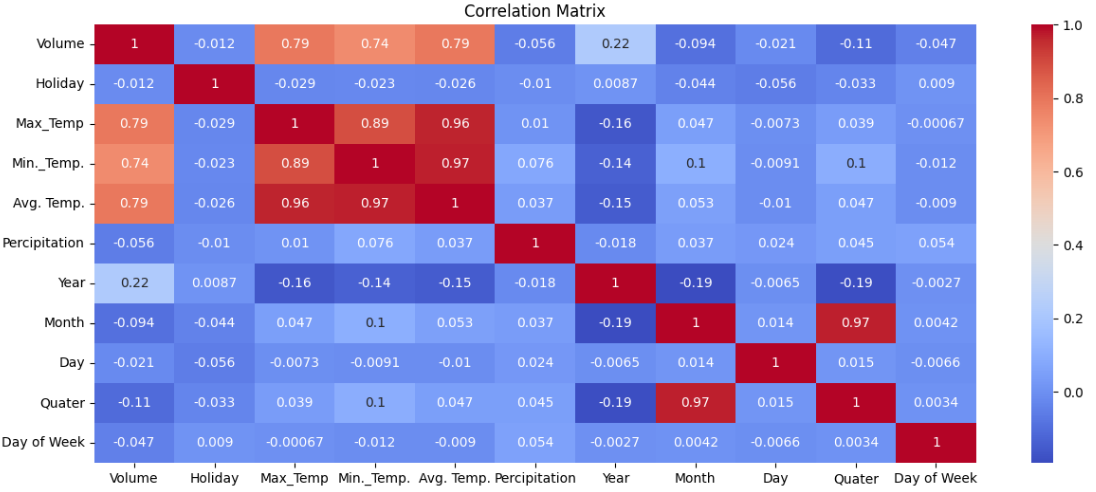 Correlation Matrix
Volume 1 -0.012 0.79 0.74 0.79 -0.056 0.22 -0.094 -0.021 -0.11 -0.047
Holiday -0.012 1 -0.029 -0.023 -0.026 -0.01 0.0087 -0.044 -0.056 -0.033 0.009
Max_Temp 0.79 -0.029 1 0.89 0.96 0.01 -0.16 0.047 -0.0073 0.039 -0.00067
Min._Temp. 0.74 -0.023 0.89 1 0.97 0.076 -0.14 0.1 -0.0091 0.1 -0.012
Avg. Temp. 0.79 -0.026 0.96 0.97 1 0.037 -0.15 0.053 -0.01 0.047 -0.009
Percipitation -0.056 -0.01 0.01 0.076 0.037 1 -0.018 0.037 0.024 0.045 0.054
Year 0.22 0.0087 -0.16 -0.14 -0.15 -0.018 1 -0.19 -0.0065 -0.19 -0.0027
Month -0.094 -0.044 0.047 0.1 0.053 0.037 -0.19 1 0.014 0.97 0.0042
Day -0.021 -0.056 -0.0073 -0.0091 -0.01 0.024 -0.0065 0.014 1 0.015 -0.0066
Quater -0.11 -0.033 0.039 0.1 0.047 0.045 -0.19 0.97 0.015 1 0.0034
Day of Week -0.047 0.009 -0.00067 -0.012 -0.009 0.054 -0.0027 0.0042 -0.0066 0.0034 1
Volume Holiday Max_Temp Min._Temp. Avg. Temp. Percipitation Year Month Day Quater Day of Week
1.0
0.8
0.6
0.4
0.2
0.0